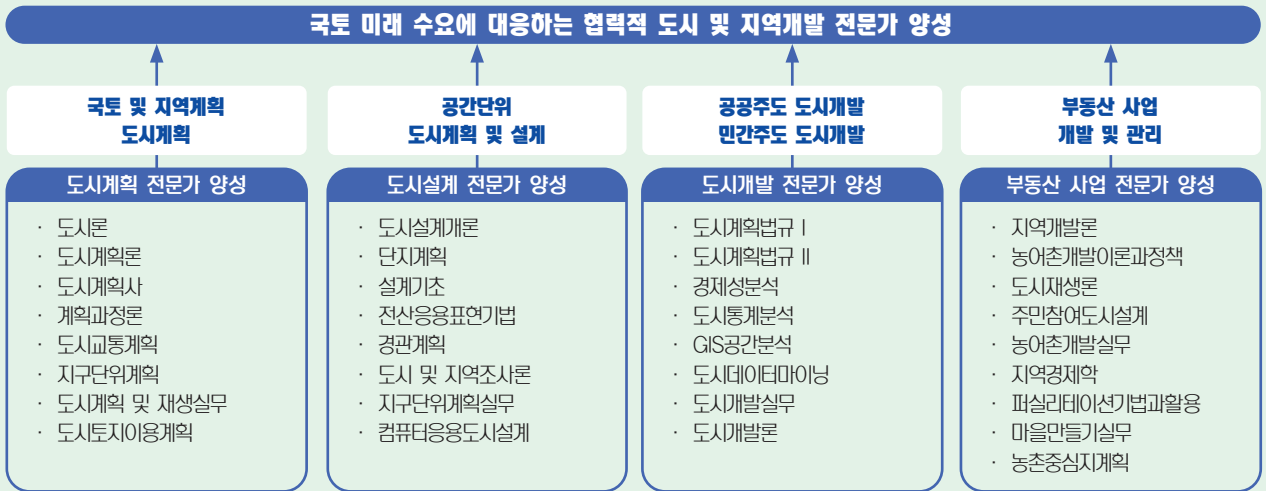 국토 미래 수요에 대응하는 협력적 도시 및 지역개발 전문가 양성
국토 및 지역계획
도시계획
도시계획 전문가 양성
· 도시론
· 도시계획론
· 도시계획사
· 계획과정론
· 도시교통계획
· 지구단위계획
· 도시계획 및 재생실무
· 도시토지이용계획
공간단위
도시계획 및 설계
도시설계 전문가 양성
· 도시설계개론
· 단지계획
· 설계기초
· 전산응용표현기법
· 경관계획
· 도시 및 지역조사론
· 지구단위계획실무
· 컴퓨터응용도시설계
공공주도 도시개발
민간주도 도시개발
도시개발 전문가 양성
· 도시계획법규 Ⅰ
· 도시계획법규 Ⅱ
· 경제성분석
· 도시통계분석
· GIS공간분석
· 도시데이터마이닝
· 도시개발실무
· 도시개발론
부동산 사업
개발 및 관리
부동산 사업 전문가 양성
· 지역개발론
· 농어촌개발이론과정책
· 도시재생론
· 주민참여도시설계
· 농어촌개발실무
· 지역경제학
· 퍼실리테이션기법과활용
· 마을만들기실무
· 농촌중심지계획